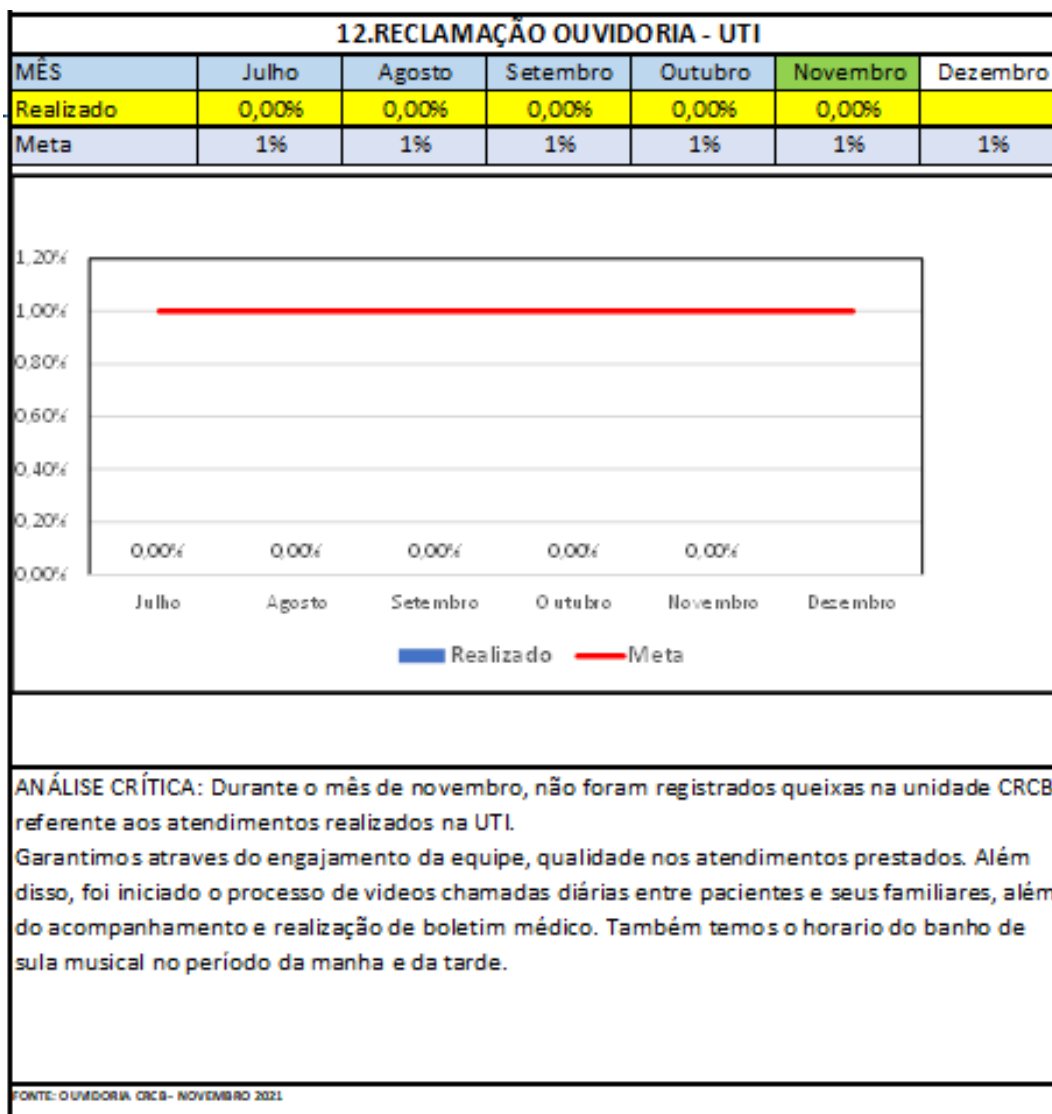 12.RECLAMAÇÃO OUVIDORIA - UTI
MÊS Julho Agosto Setembro Outubro Novembro Dezembro
Realizado 0,00% 0,00% 0,00% 0,00% 0,00%
Meta 1% 1% 1% 1% 1% 1%
1,20%
1,00%
0,80%
0,60%
0,40%
0,20%
0,00% 0,00% 0,00% 0,00% 0,00%
0,00%
Julho Agosto Setembro Outubro Novembro Dezembro
Realizado Meta
ANÁLISE CRÍTICA: Durante o mês de novembro, não foram registrados queixas na unidade CRCB
referente aos atendimentos realizados na UTI.
Garantimos atraves do engajamento da equipe, qualidade nos atendimentos prestados. Além
disso, foi iniciado o processo de videos chamadas diárias entre pacientes e seus familiares, além
do acompanhamento e realização de boletim médico. Também temos o horario do banho de
sula musical no período da manha e da tarde.
FONTE: OUVIDORIA CRCB - NOVEMBRO 2021